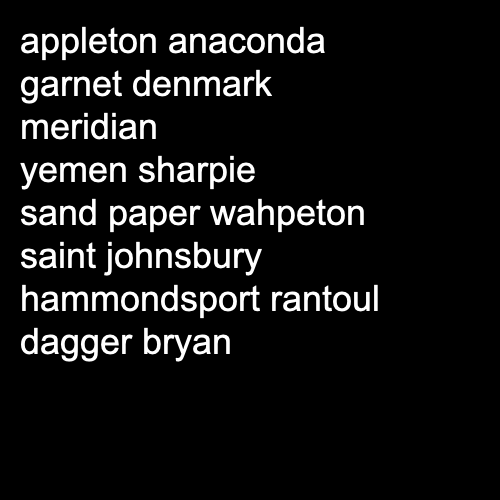 appleton anaconda
garnet denmark
meridian
yemen sharpie
sand paper wahpeton
saint johnsbury
hammondsport rantoul
dagger bryan